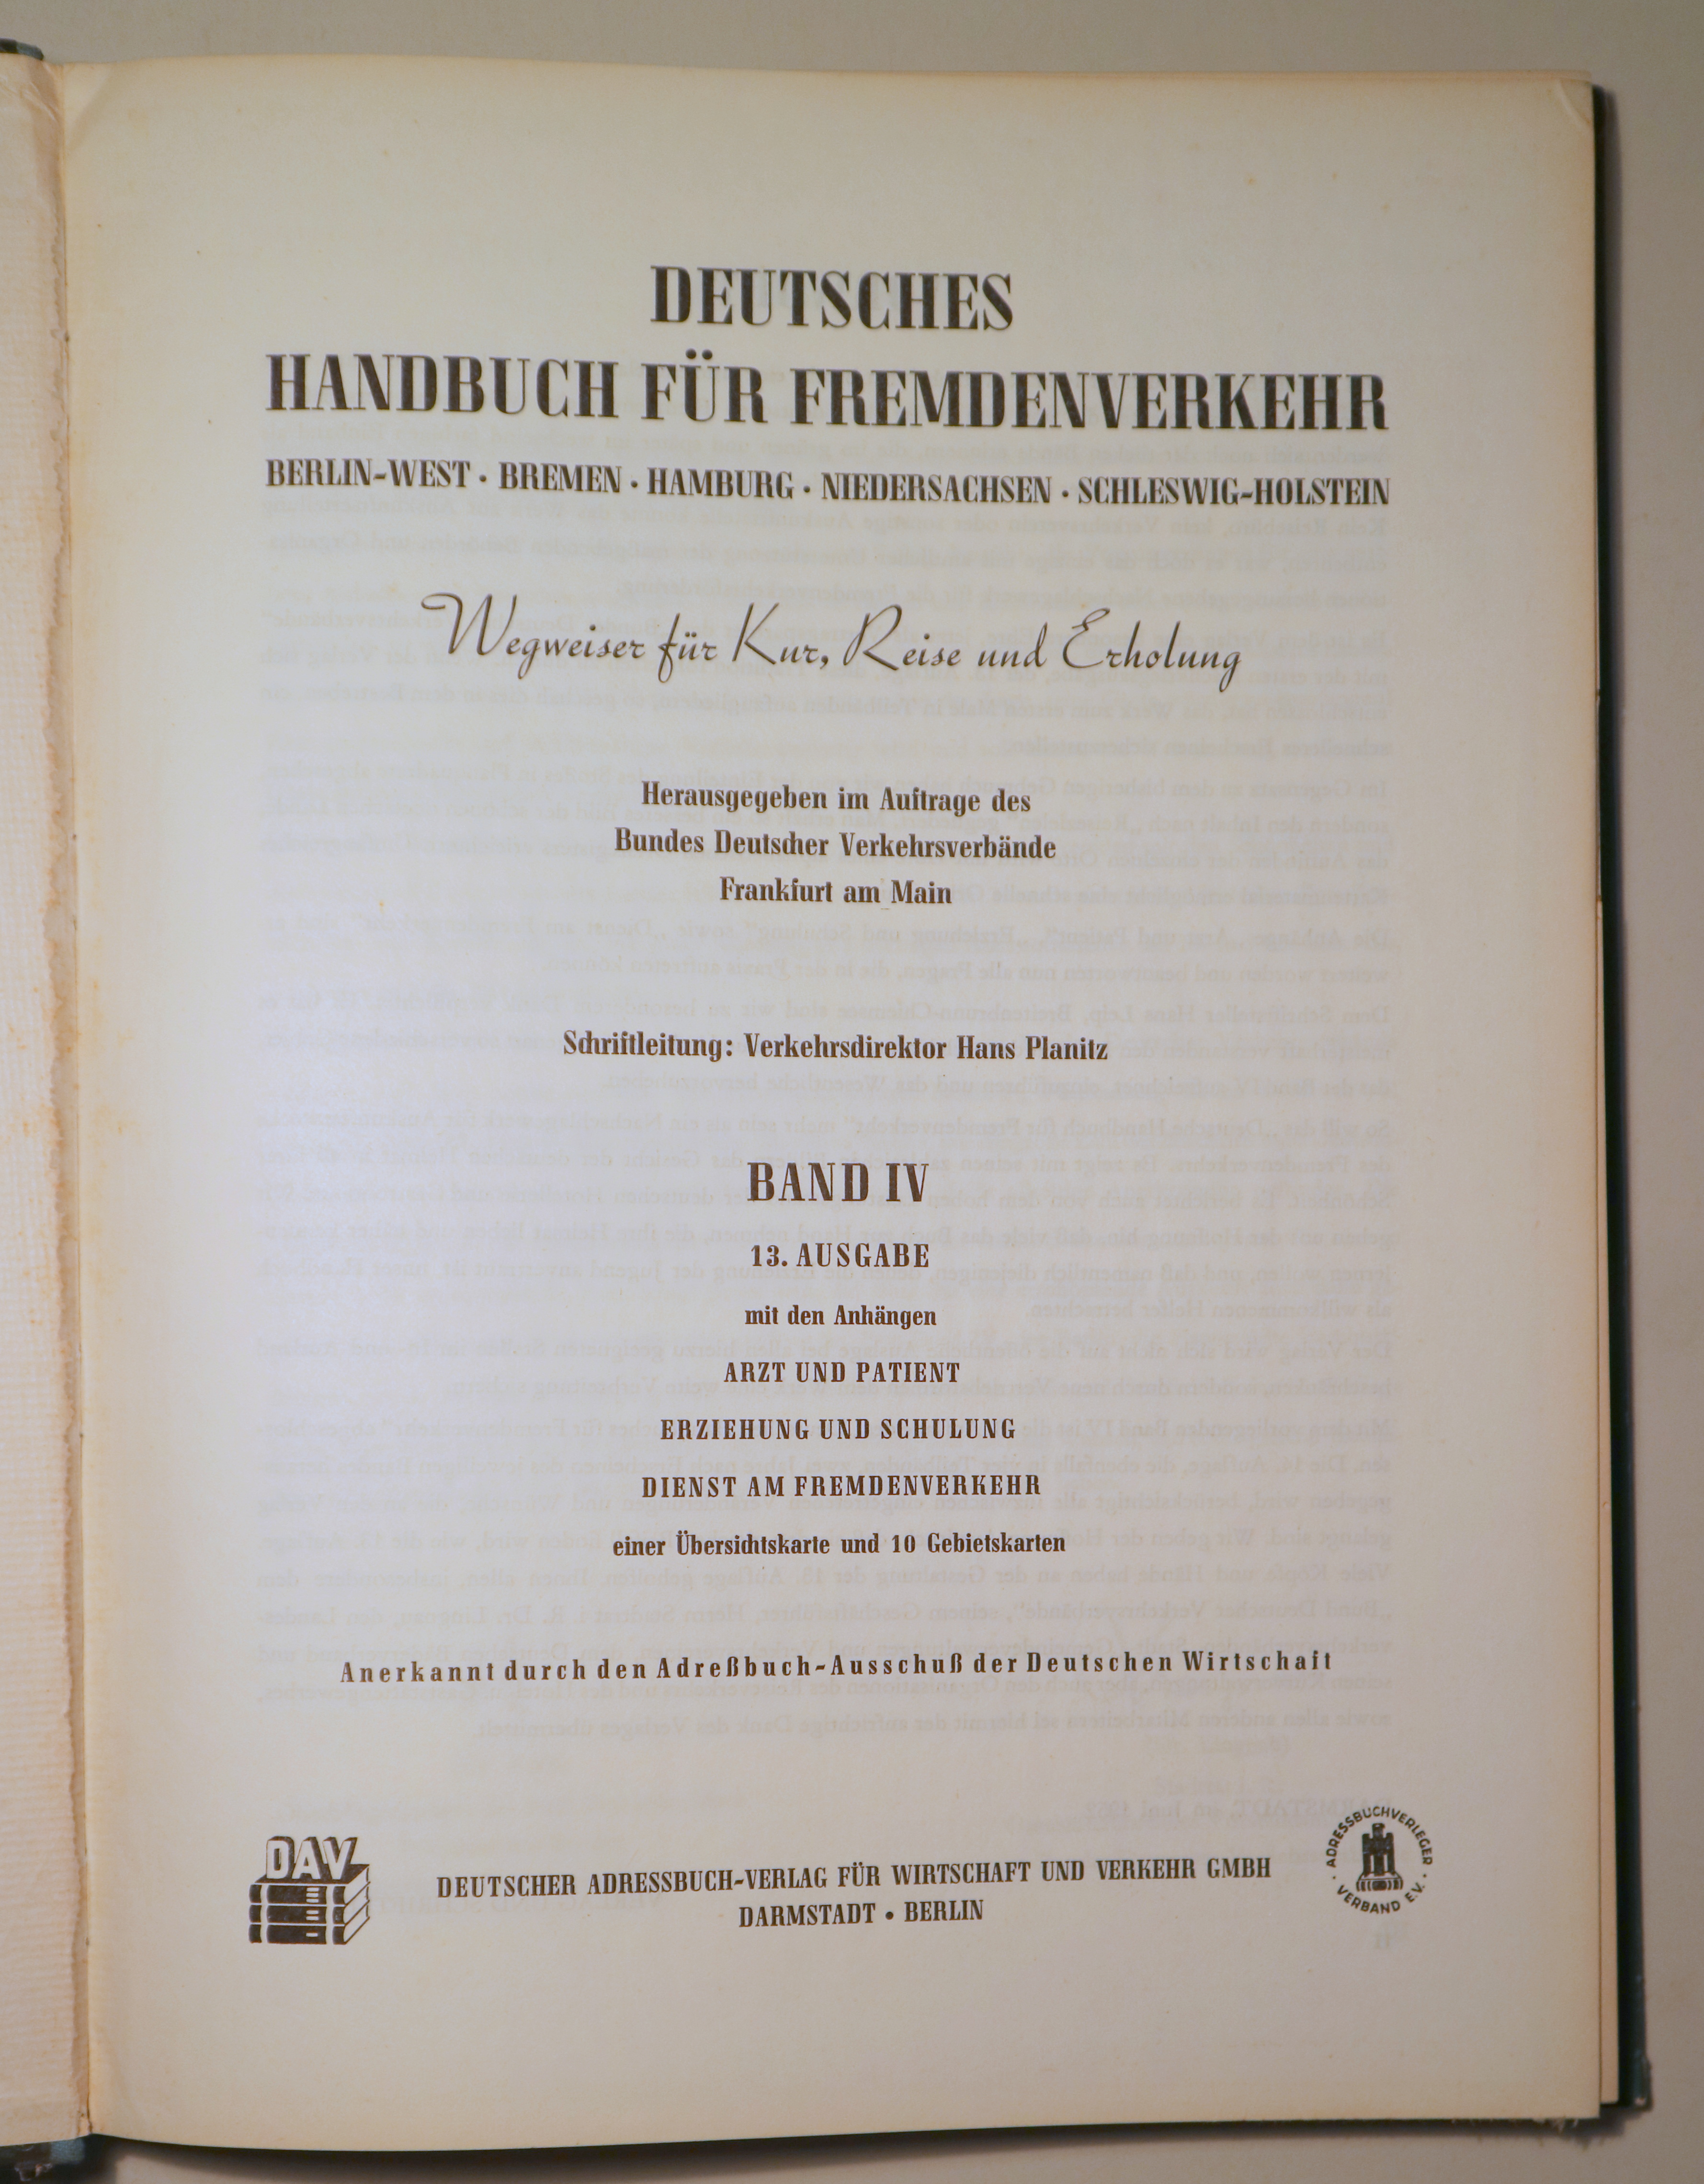 DEUTSCHES
HANDBUCH FÜR FREMDENVERKEHR
BERLIN-WEST · BREMEN · HAMBURG · NIEDERSACHSEN · SCHLESWIG-HOLSTEIN
Wegweiser für Kur, Reise und Erholung
Herausgegeben im Auftrage des
Bundes Deutscher Verkehrsverbände
Frankfurt am Main
Schriftleitung: Verkehrsdirektor Hans Planitz
BAND IV
13. AUSGABE
mit den Anhängen
ARZT UND PATIENT
ERZIEHUNG UND SCHULUNG
DIENST AM FREMDENVERKEHR
einer Übersichtskarte und 10 Gebietskarten
Anerkannt durch den Adreßbuch-Ausschuß der Deutschen Wirtschaft
DAV
DEUTSCHER ADRESSBUCH-VERLAG FÜR WIRTSCHAFT UND VERKEHR GMBH
DARMSTADT • BERLIN
ADRESSBUCHVERLEGER · VERBAND E.V. ·